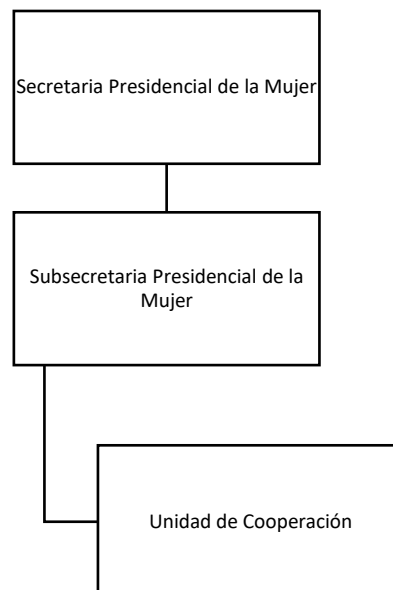 Secretaria Presidencial de la Mujer
Subsecretaria Presidencial de la
Mujer
Unidad de Cooperación